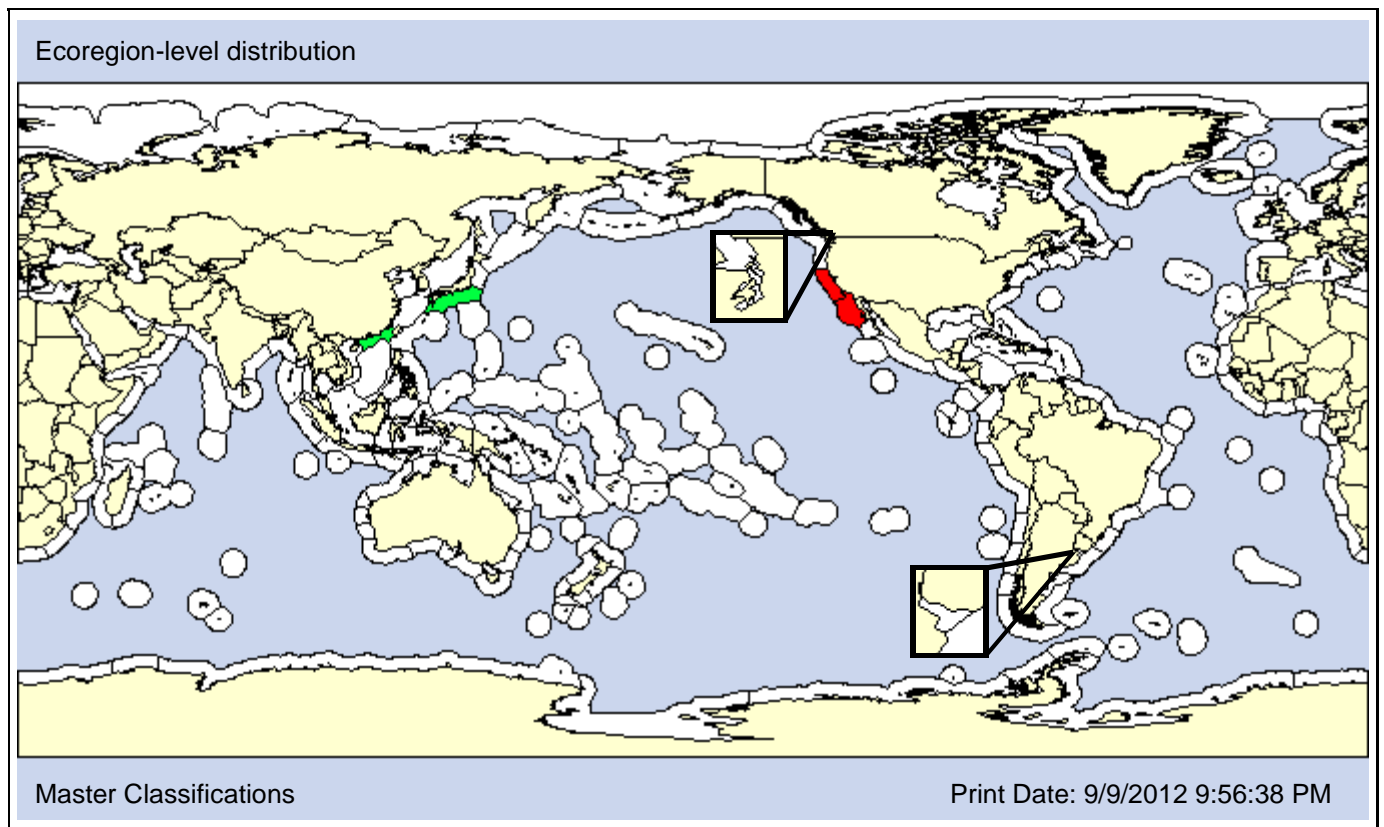 Ecoregion-level distribution
Master Classifications
Print Date: 9/9/2012 9:56:38 PM